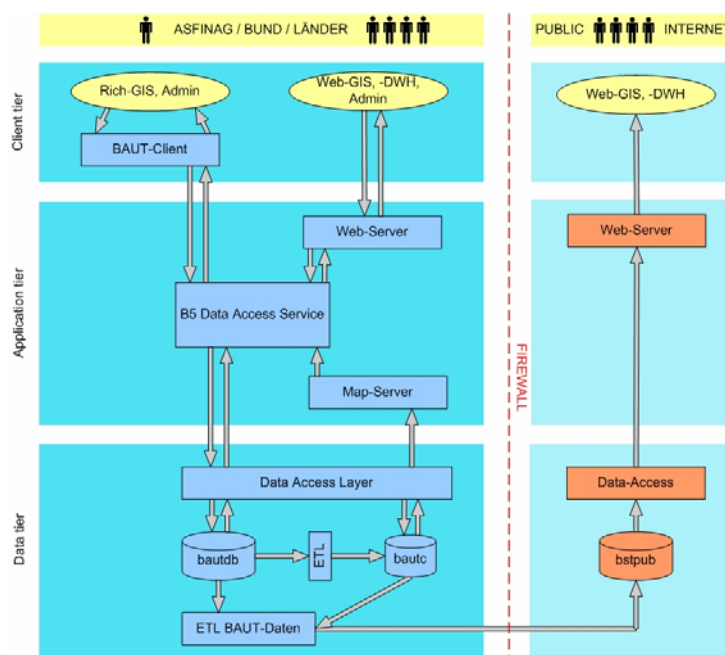 ASFINAG / BUND / LÄNDER
PUBLIC
INTERNET
Client tier
Rich-GIS, Admin
Web-GIS, -DWH,
Admin
Web-GIS, -DWH
BAUT-Client
Application tier
Web-Server
Web-Server
B5 Data Access Service
Map-Server
FIREWALL
Data tier
Data Access Layer
Data-Access
bautdb
ETL
bautc
bstpub
ETL BAUT-Daten